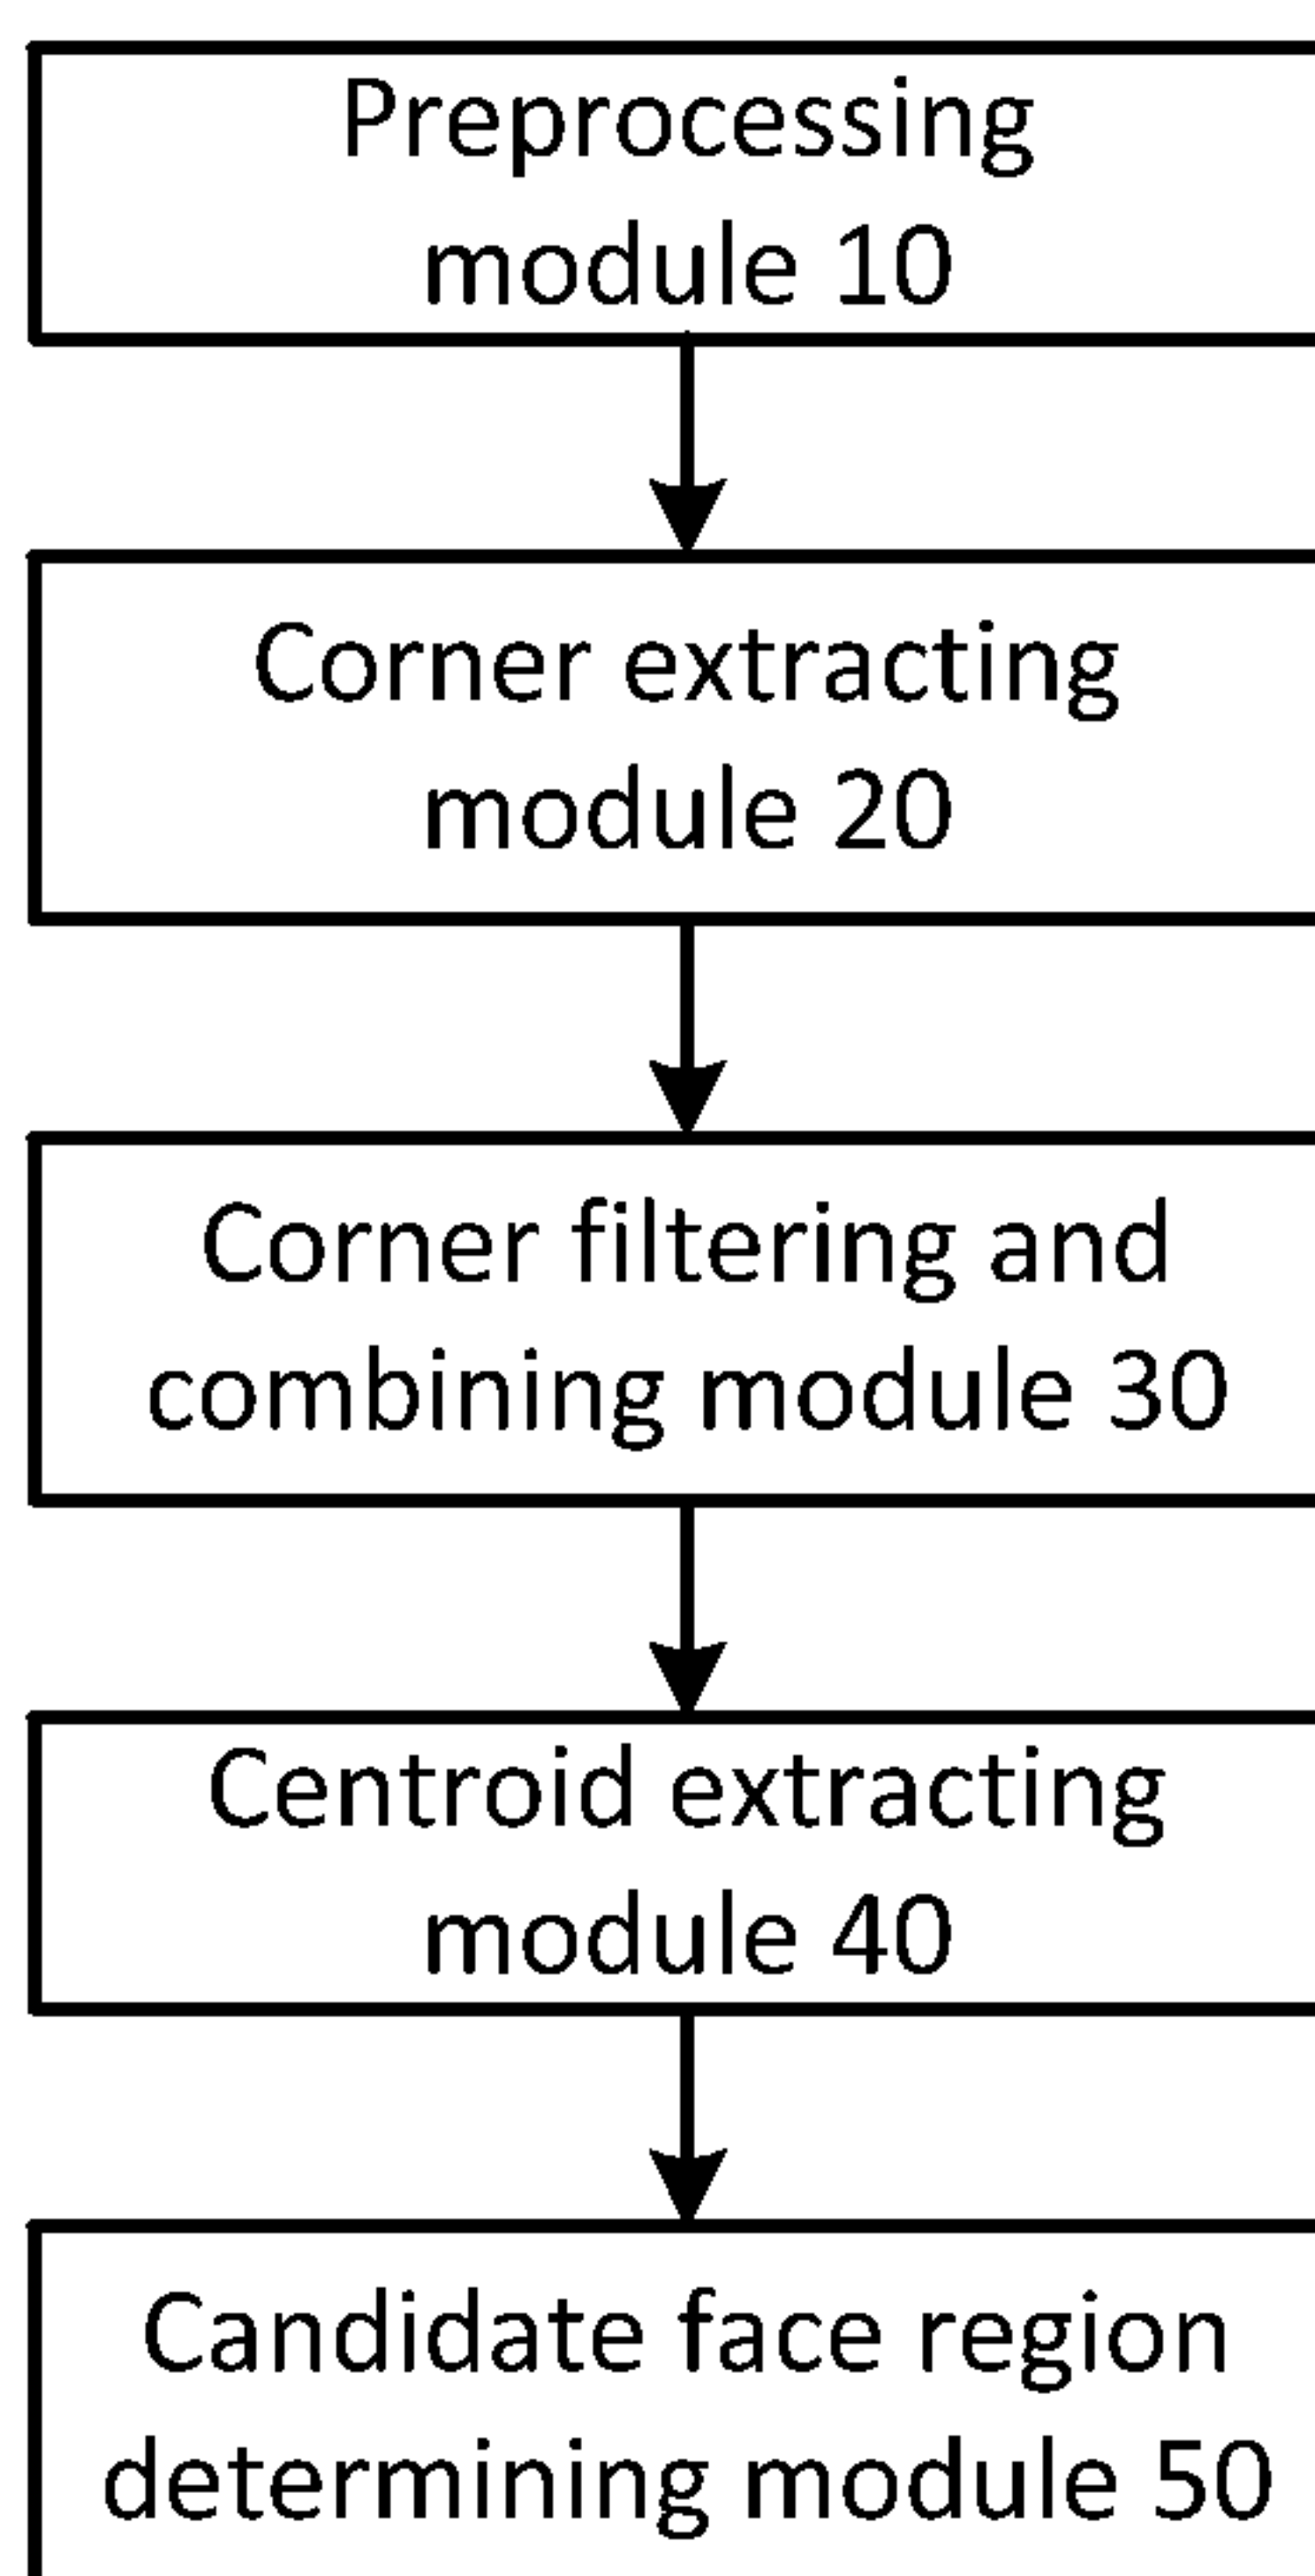 Preprocessing
module 10
Corner extracting
module 20
Corner filtering and
combining module 30
Centroid extracting
module 40
Candidate face region
determining module 50